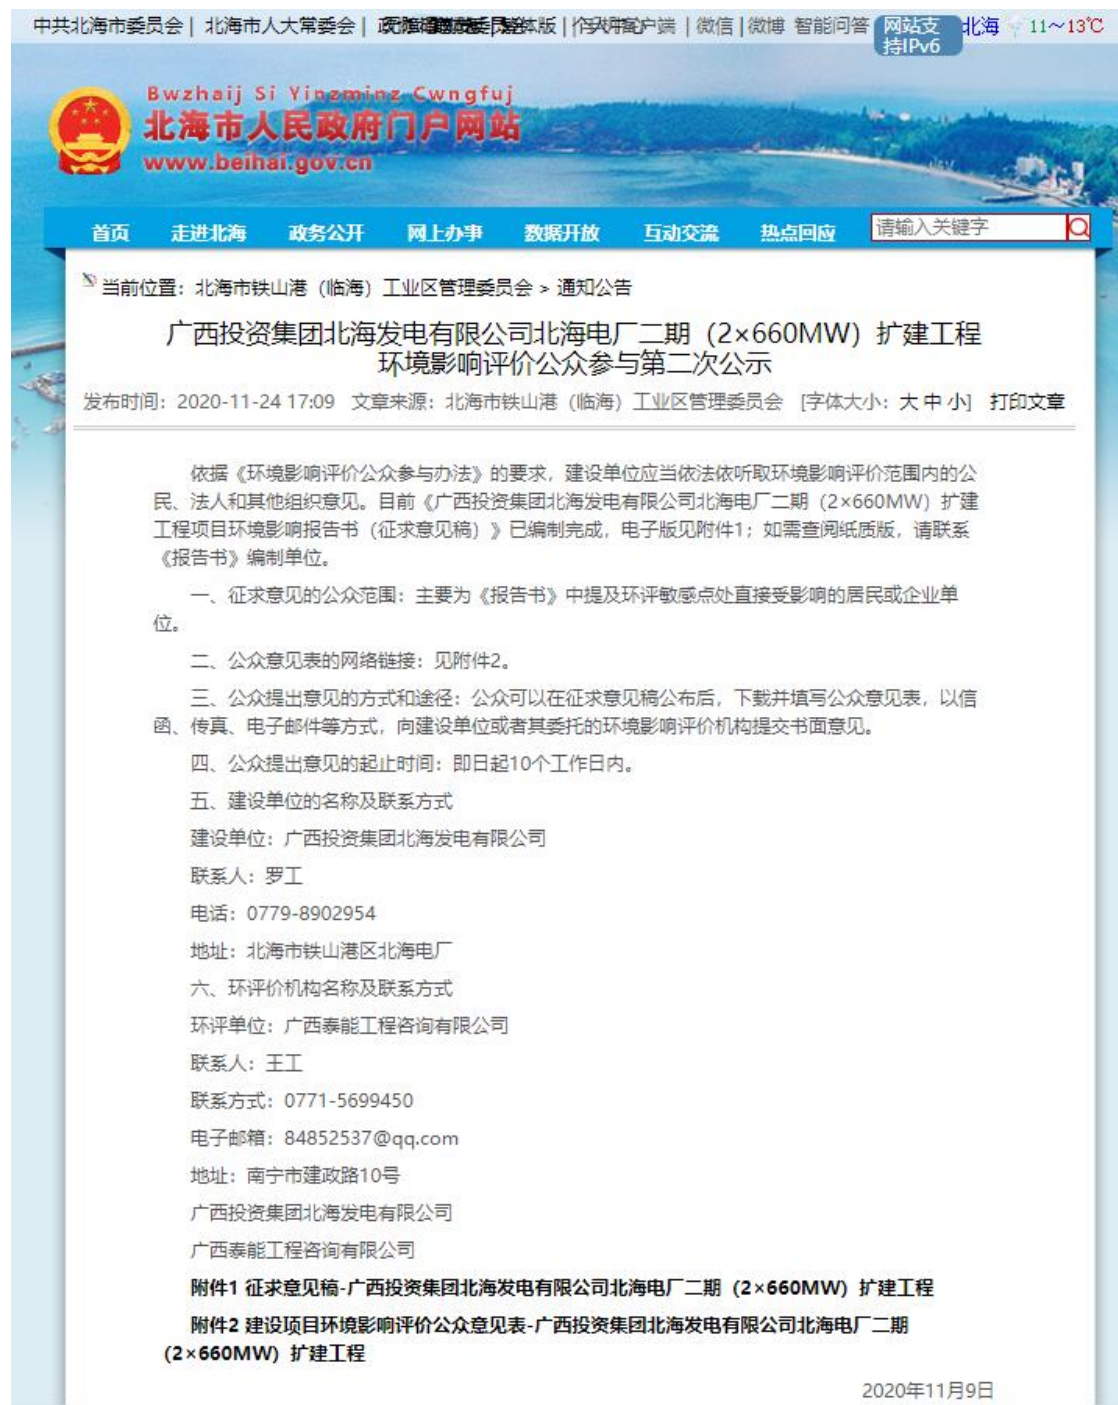 中共北海市委员会 | 北海市人大常委会 | 体版 | 户端 | 微信 | 微博 智能问答 网站支持IPv6 北海 11～13℃
Bwzhaij Si Yinzminz Cwngfuj
北海市人民政府门户网站
www.beihai.gov.cn
首页 走进北海 政务公开 网上办事 数据开放 互动交流 热点回应 请输入关键字
当前位置：北海市铁山港（临海）工业区管理委员会 > 通知公告
广西投资集团北海发电有限公司北海电厂二期（2×660MW）扩建工程
环境影响评价公众参与第二次公示
发布时间：2020-11-24 17:09 文章来源：北海市铁山港（临海）工业区管理委员会 [字体大小：大 中 小] 打印文章
依据《环境影响评价公众参与办法》的要求，建设单位应当依法依听取环境影响评价范围内的公
民、法人和其他组织意见。目前《广西投资集团北海发电有限公司北海电厂二期（2×660MW）扩建
工程项目环境影响报告书（征求意见稿）》已编制完成，电子版见附件1；如需查阅纸质版，请联系
《报告书》编制单位。
一、征求意见的公众范围：主要为《报告书》中提及环评敏感点处直接受影响的居民或企业单
位。
二、公众意见表的网络链接：见附件2。
三、公众提出意见的方式和途径：公众可以在征求意见稿公布后，下载并填写公众意见表，以信
函、传真、电子邮件等方式，向建设单位或者其委托的环境影响评价机构提交书面意见。
四、公众提出意见的起止时间：即日起10个工作日内。
五、建设单位的名称及联系方式
建设单位：广西投资集团北海发电有限公司
联系人：罗工
电话：0779-8902954
地址：北海市铁山港区北海电厂
六、环评价机构名称及联系方式
环评单位：广西泰能工程咨询有限公司
联系人：王工
联系方式：0771-5699450
电子邮箱：84852537@qq.com
地址：南宁市建政路10号
广西投资集团北海发电有限公司
广西泰能工程咨询有限公司
附件1 征求意见稿-广西投资集团北海发电有限公司北海电厂二期（2×660MW）扩建工程
附件2 建设项目环境影响评价公众意见表-广西投资集团北海发电有限公司北海电厂二期
（2×660MW）扩建工程
2020年11月9日